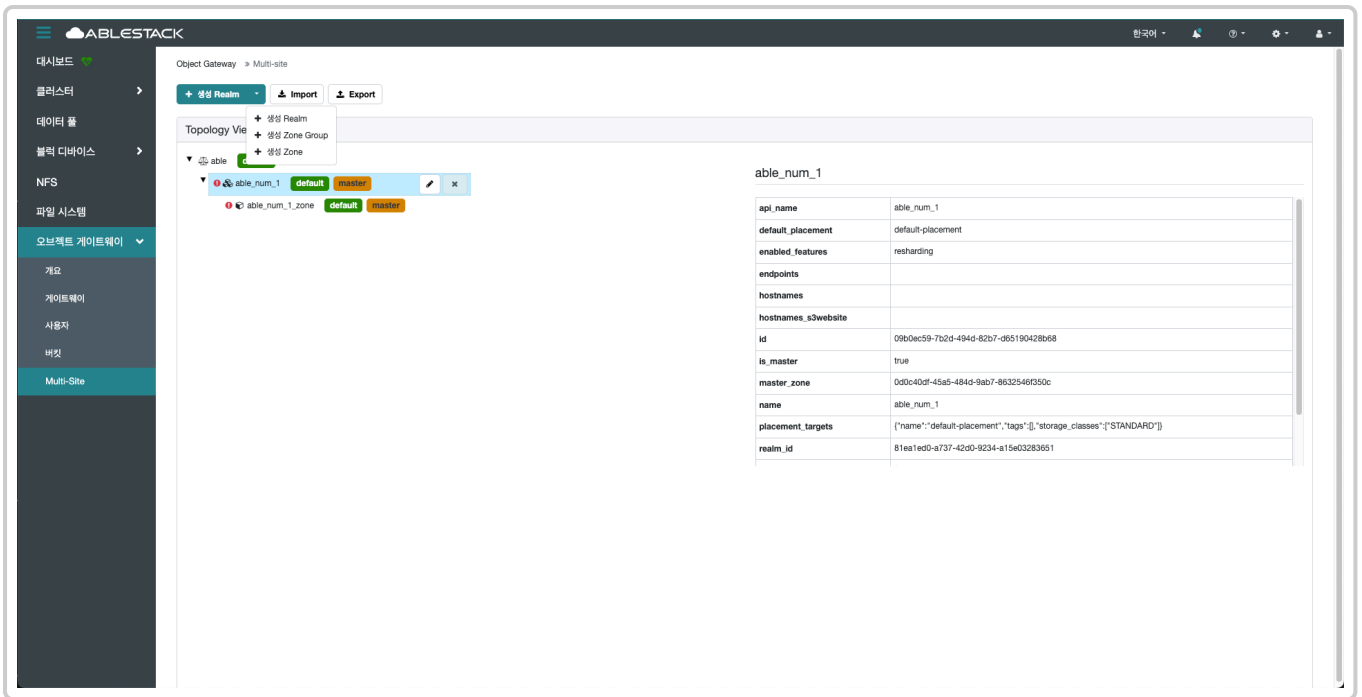 ABLESTACK
한국어
대시보드
클러스터
데이터 풀
블럭 디바이스
NFS
파일 시스템
오브젝트 게이트웨이
개요
게이트웨이
사용자
버킷
Multi-Site
Object Gateway » Multi-site
+ 생성 Realm Import Export
+ 생성 Realm
+ 생성 Zone Group
+ 생성 Zone
Topology Vie
able
able_num_1 default master
able_num_1_zone default master
able_num_1
api_name able_num_1
default_placement default-placement
enabled_features resharding
endpoints
hostnames
hostnames_s3website
id 09b0ec59-7b2d-494d-82b7-d65190428b68
is_master true
master_zone 0d0c40df-45a5-484d-9ab7-8632546f350c
name able_num_1
placement_targets {"name":"default-placement","tags":[],"storage_classes":["STANDARD"]}
realm_id 81ea1ed0-a737-42d0-9234-a15e03283651